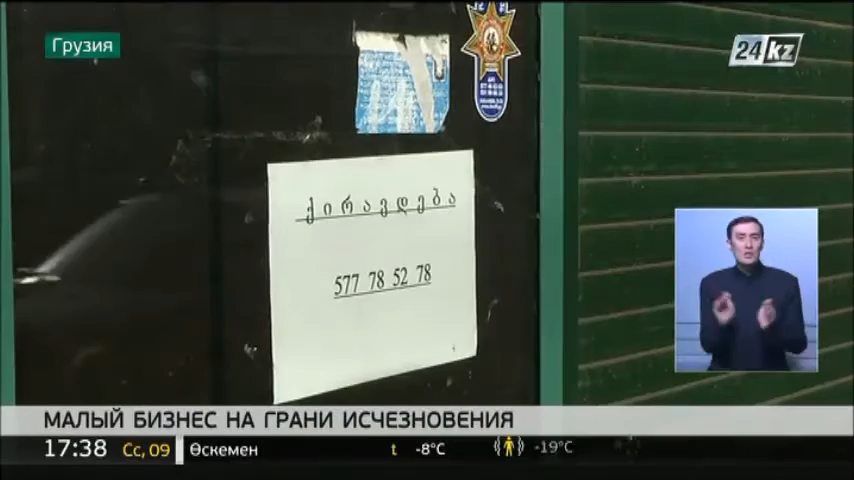 Грузия
24kz
ქირავდება
577 78 52 78
МАЛЫЙ БИЗНЕС НА ГРАНИ ИСЧЕЗНОВЕНИЯ
17:38 Сс, 09 Өскемен t -8°C -19°C